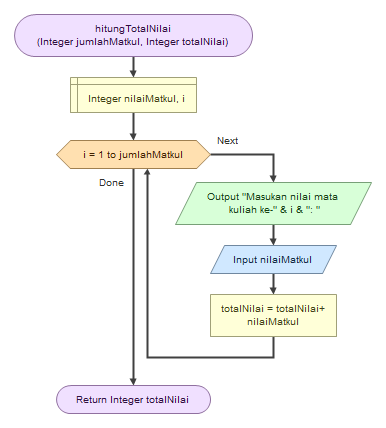 hitungTotalNilai
(Integer jumlahMatkul, Integer totalNilai)
Integer nilaiMatkul, i
i = 1 to jumlahMatkul
Next
Done
Output "Masukan nilai mata
kuliah ke-" & i & ": "
Input nilaiMatkul
totalNilai = totalNilai+
nilaiMatkul
Return Integer totalNilai